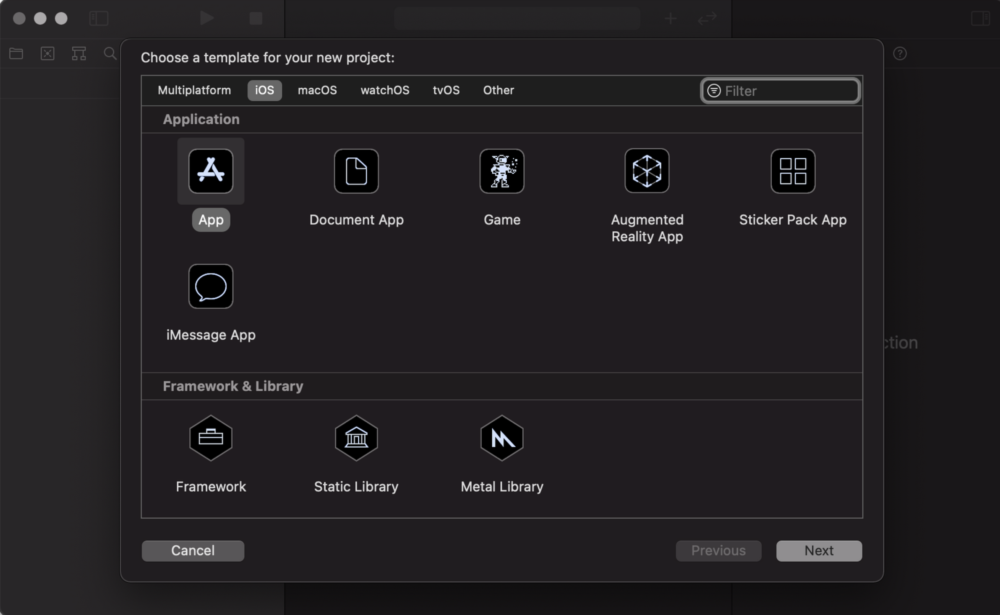 Choose a template for your new project:
Multiplatform iOS macOS watchOS tvOS Other Filter
Application
App Document App Game Augmented Reality App Sticker Pack App
iMessage App
ction
Framework & Library
Framework Static Library Metal Library
Cancel Previous Next